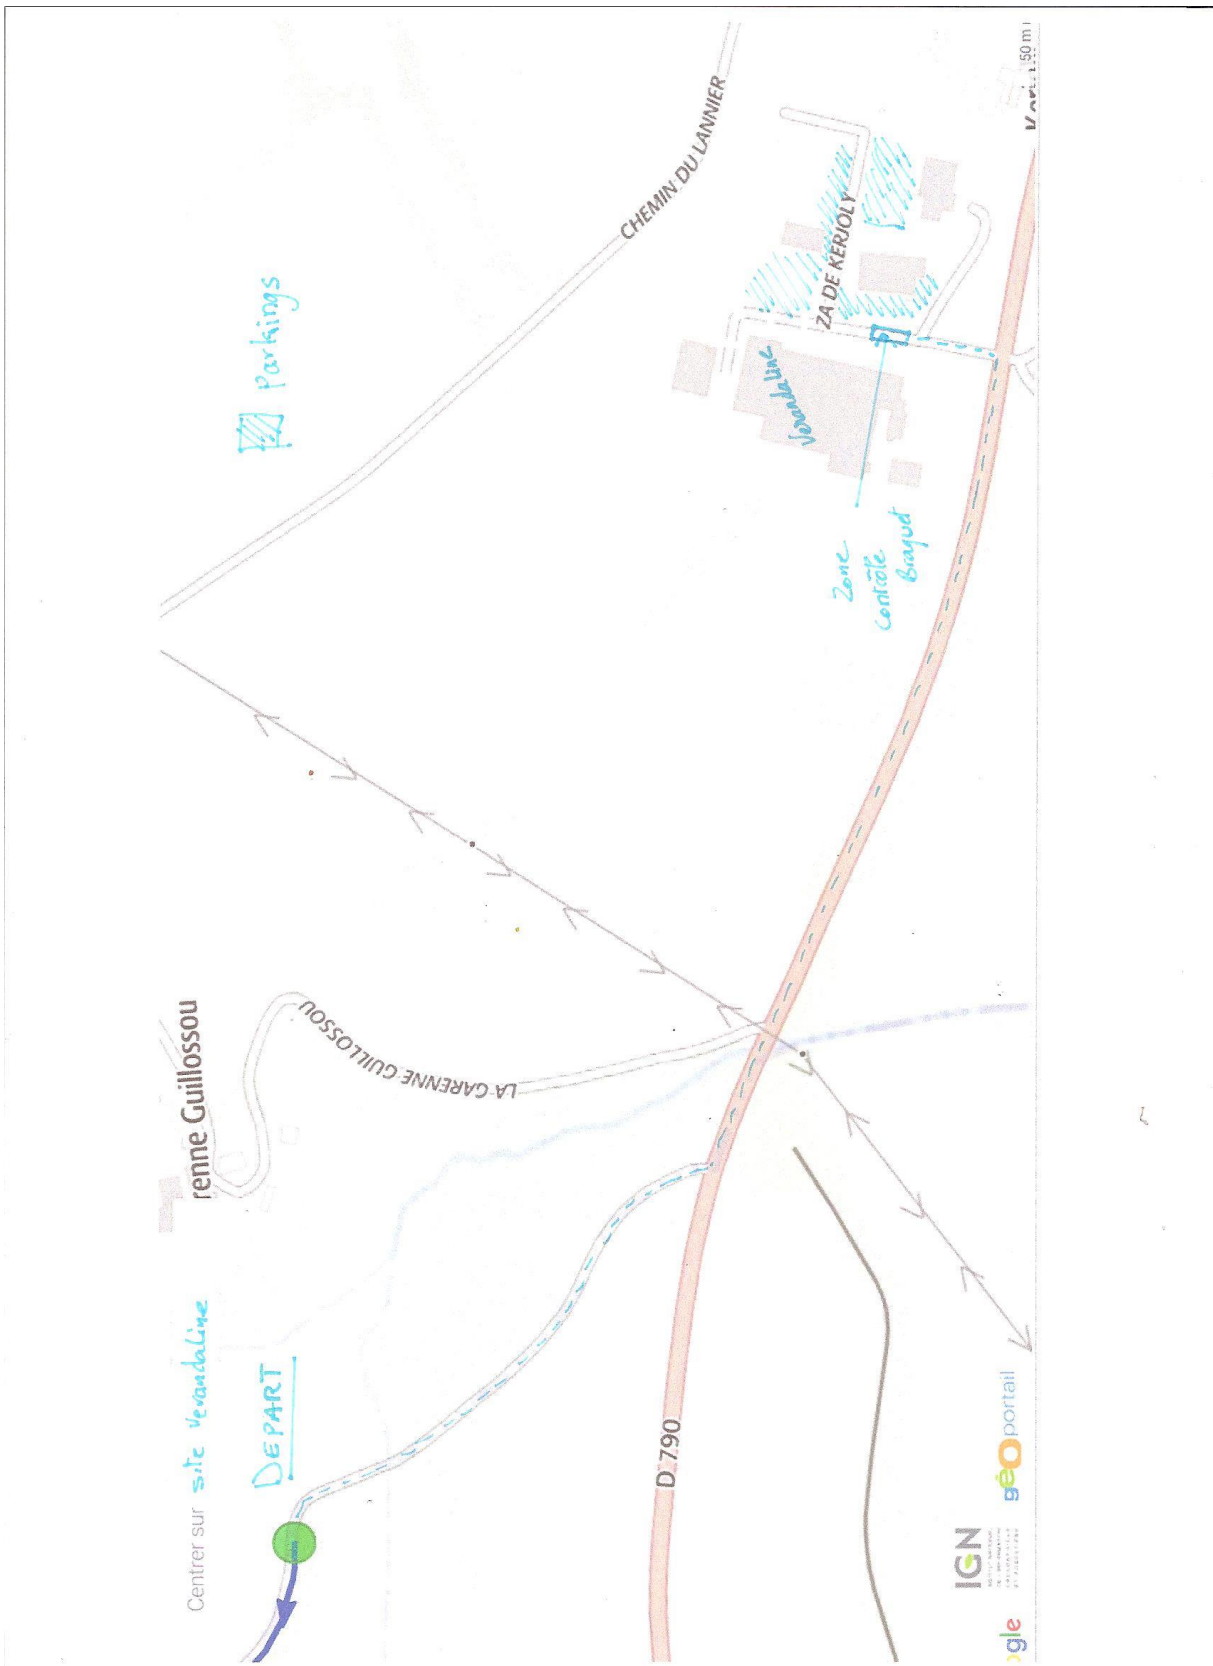 Centrer sur site Verandaline
DEPART
Parkings
renne Guillossou
LA GARENNE GUILLOSSOU
CHEMIN DU LANNIER
ZA DE KERJOLY
Verandaline
Zone
contrôle
Braquet
D 790
50 m
IGN
géoportail
gle